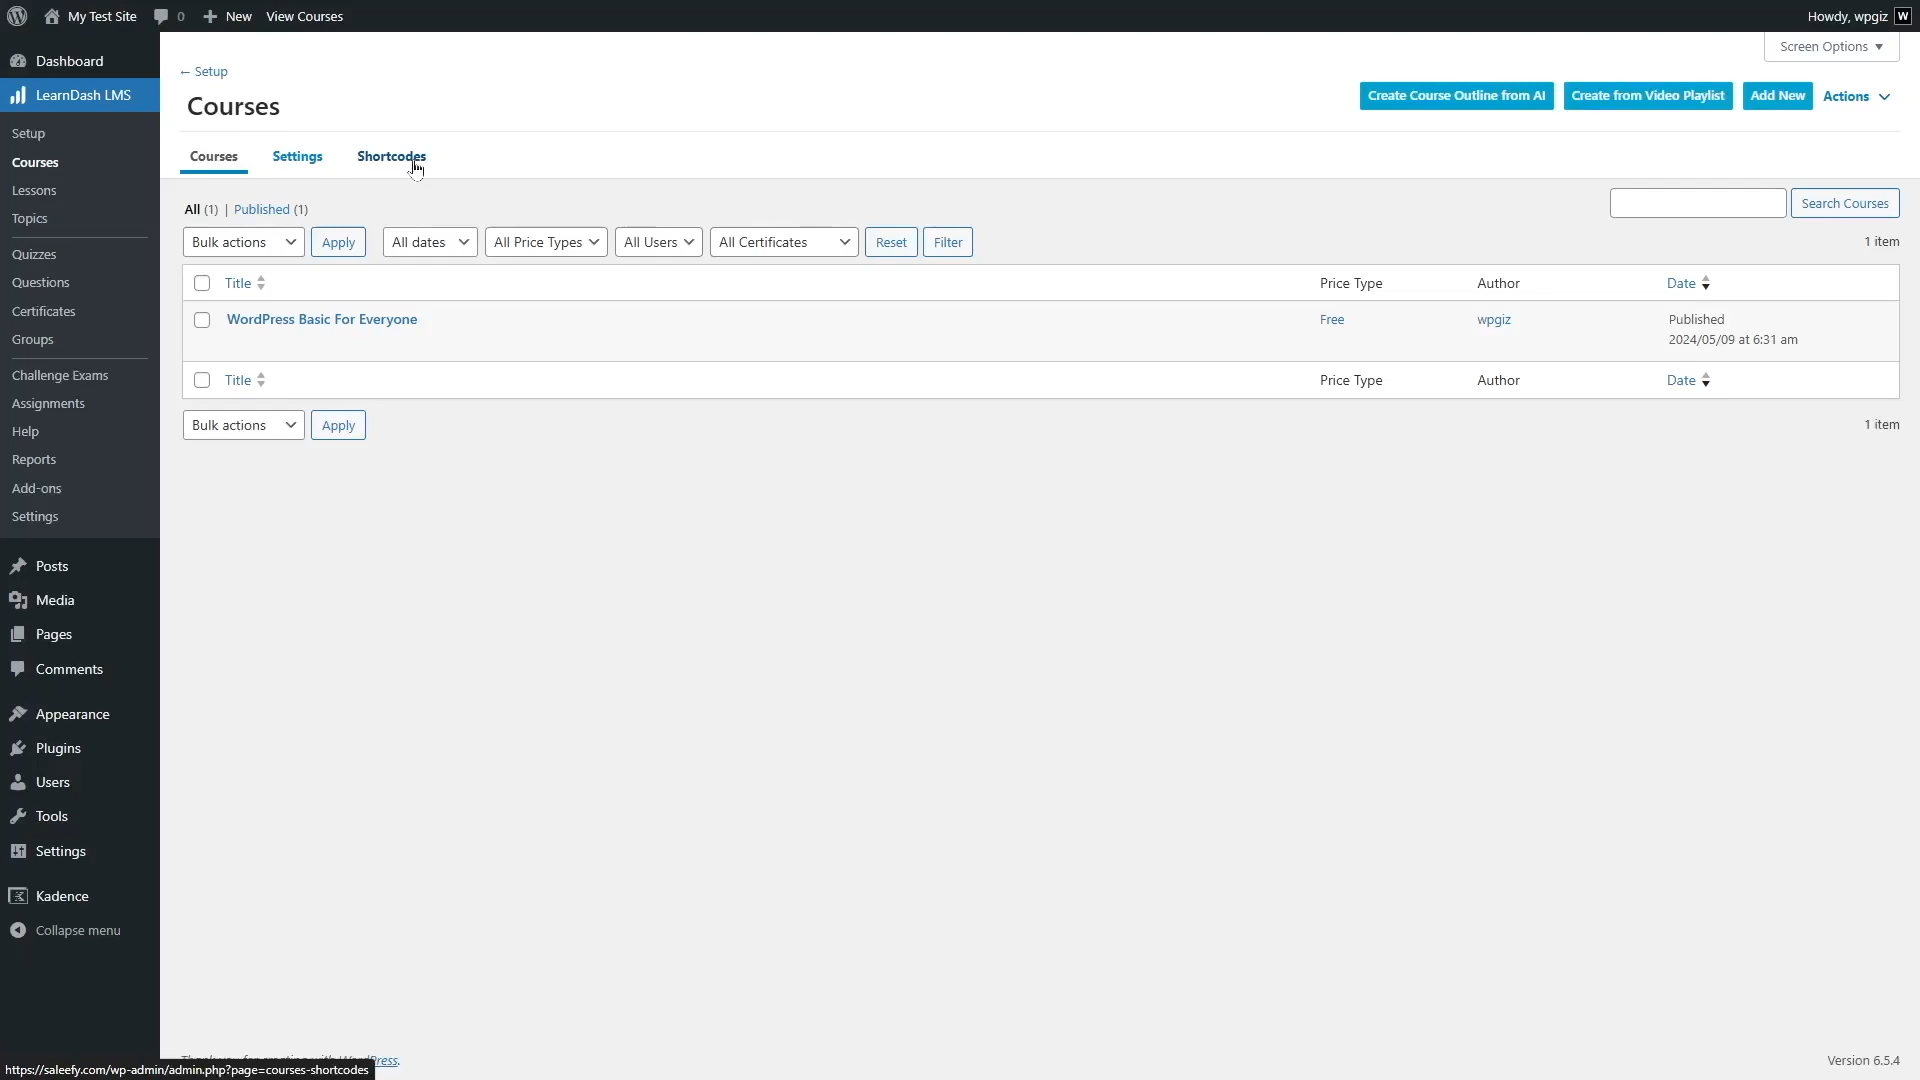 My Test Site 0 New View Courses Howdy, wpgiz W
Screen Options
Dashboard
LearnDash LMS
Setup
Courses
Lessons
Topics
Quizzes
Questions
Certificates
Groups
Challenge Exams
Assignments
Help
Reports
Add-ons
Settings
Posts
Media
Pages
Comments
Appearance
Plugins
Users
Tools
Settings
Kadence
Collapse menu
← Setup
Courses
Create Course Outline from AI Create from Video Playlist Add New Actions
Courses Settings Shortcodes
All (1) | Published (1) Search Courses
Bulk actions Apply All dates All Price Types All Users All Certificates Reset Filter 1 item
Title Price Type Author Date
WordPress Basic For Everyone Free wpgiz Published
2024/05/09 at 6:31 am
Title Price Type Author Date
Bulk actions Apply 1 item
Thank you for creating with WordPress. Version 6.5.4
https://saleefy.com/wp-admin/admin.php?page=courses-shortcodes